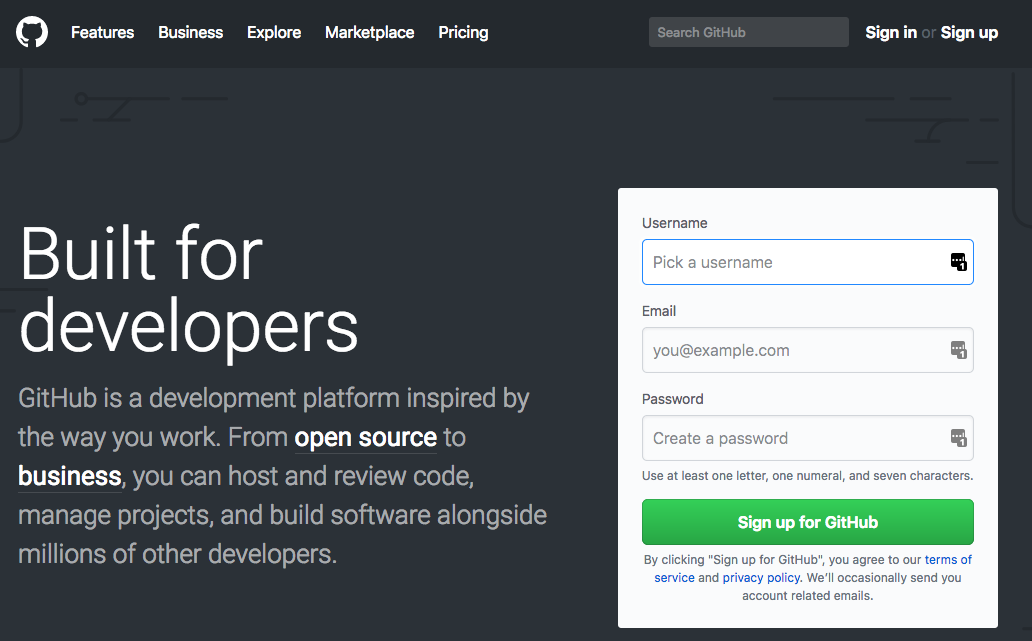 Features Business Explore Marketplace Pricing Search GitHub Sign in or Sign up
Built for
developers
GitHub is a development platform inspired by
the way you work. From open source to
business, you can host and review code,
manage projects, and build software alongside
millions of other developers.
Username
Pick a username
Email
you@example.com
Password
Create a password
Use at least one letter, one numeral, and seven characters.
Sign up for GitHub
By clicking "Sign up for GitHub", you agree to our terms of
service and privacy policy. We’ll occasionally send you
account related emails.